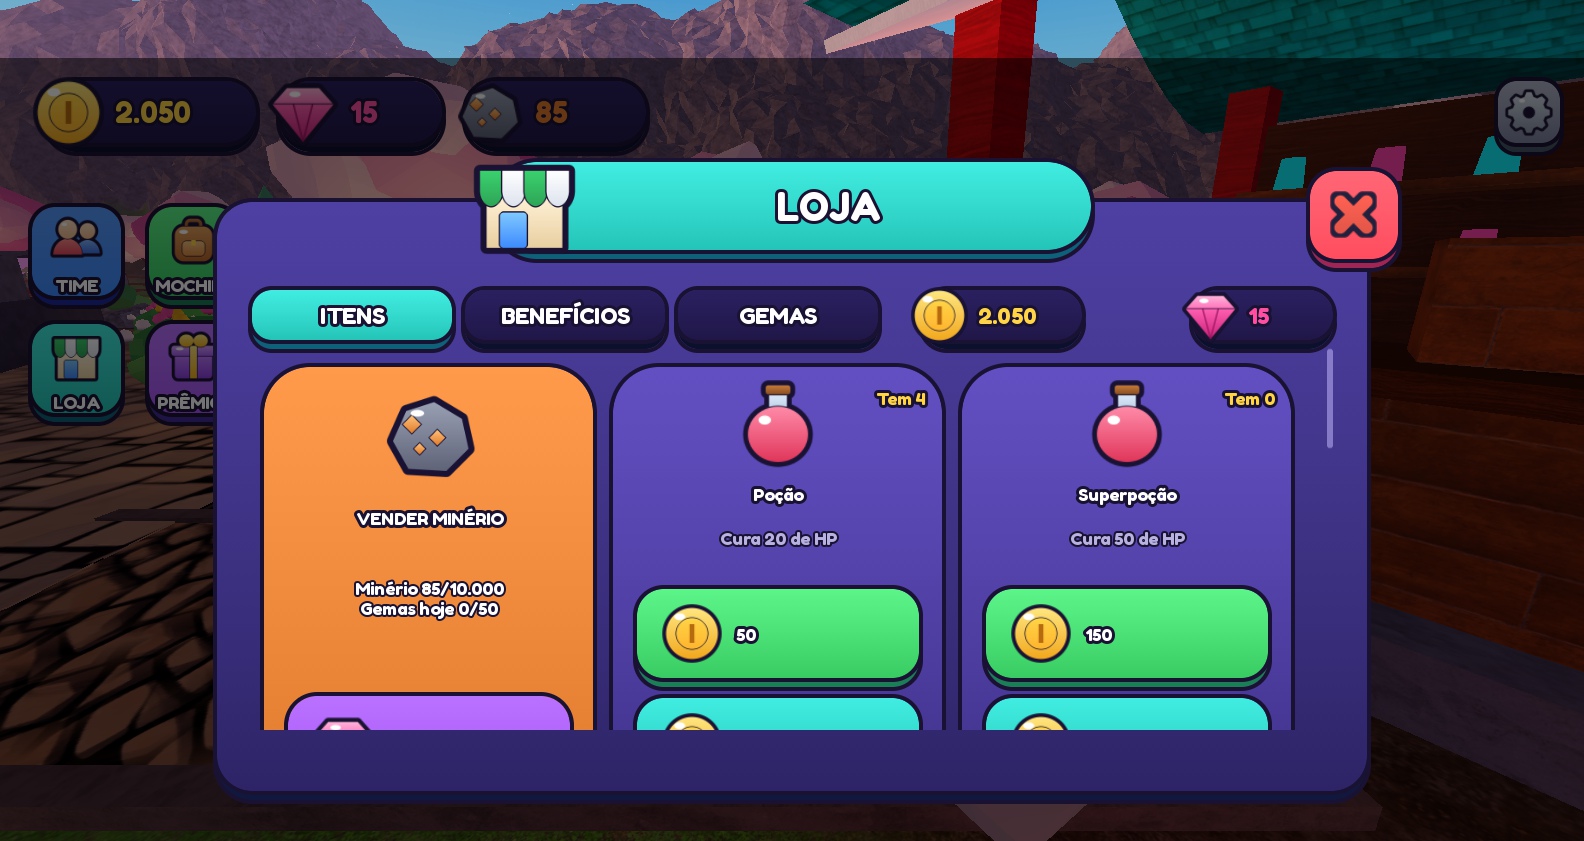 2.050
15
85
LOJA
TIME
LOJA
ITENS
BENEFÍCIOS
GEMAS
2.050
15
VENDER MINÉRIO
Minério 85/10.000
Gemas hoje 0/50
Tem 4
Poção
Cura 20 de HP
50
Tem 0
Superpoção
Cura 50 de HP
150